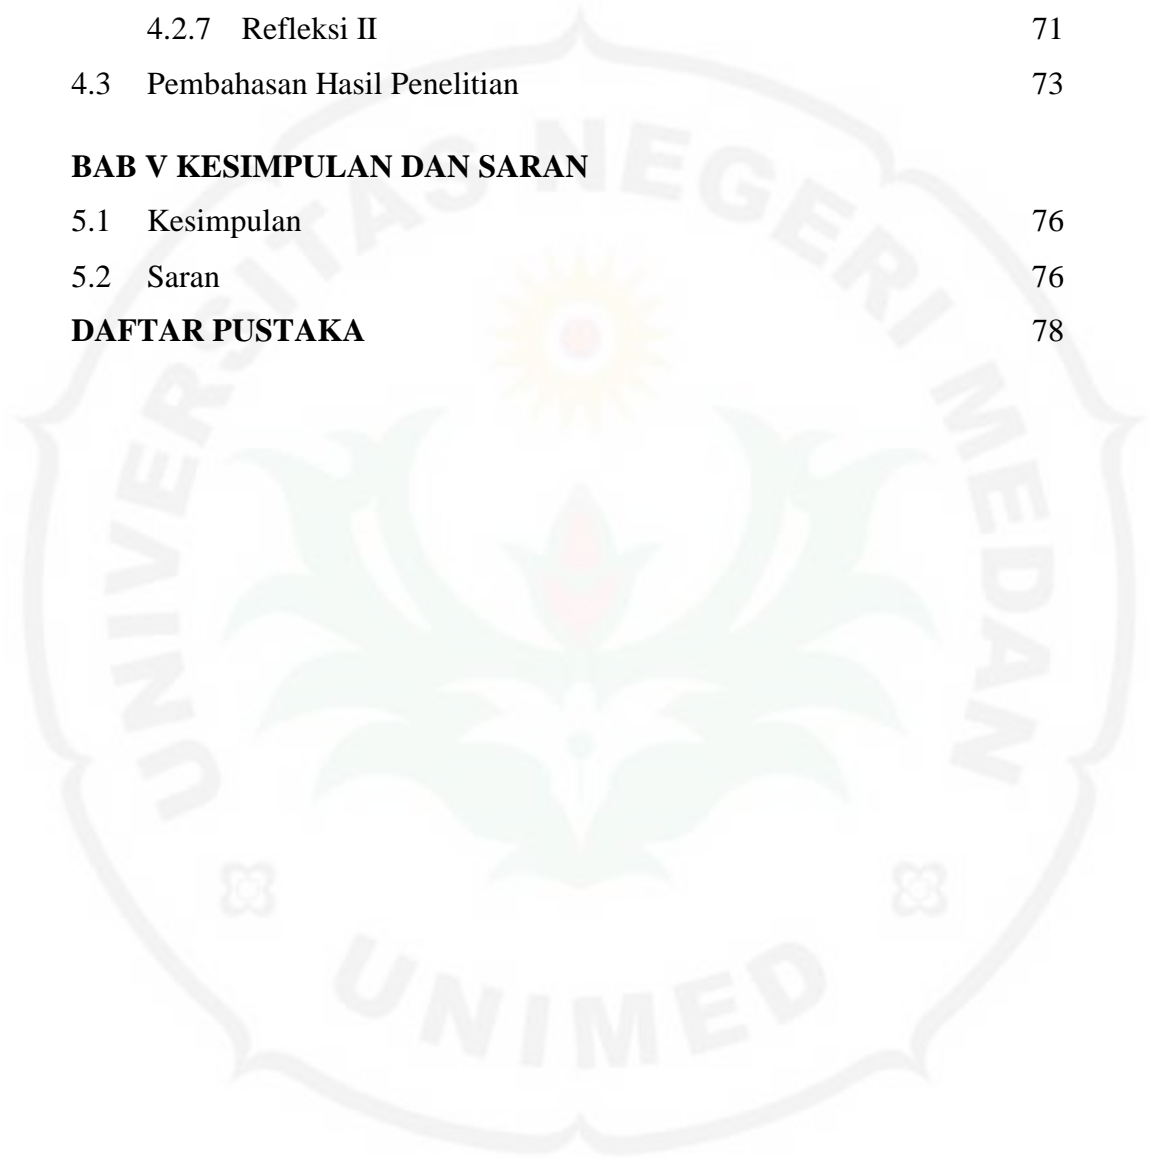 4.2.7 Refleksi II 71
4.3 Pembahasan Hasil Penelitian 73
BAB V KESIMPULAN DAN SARAN
5.1 Kesimpulan 76
5.2 Saran 76
DAFTAR PUSTAKA 78
UNIVERSITAS NEGERI MEDAN
UNIMED